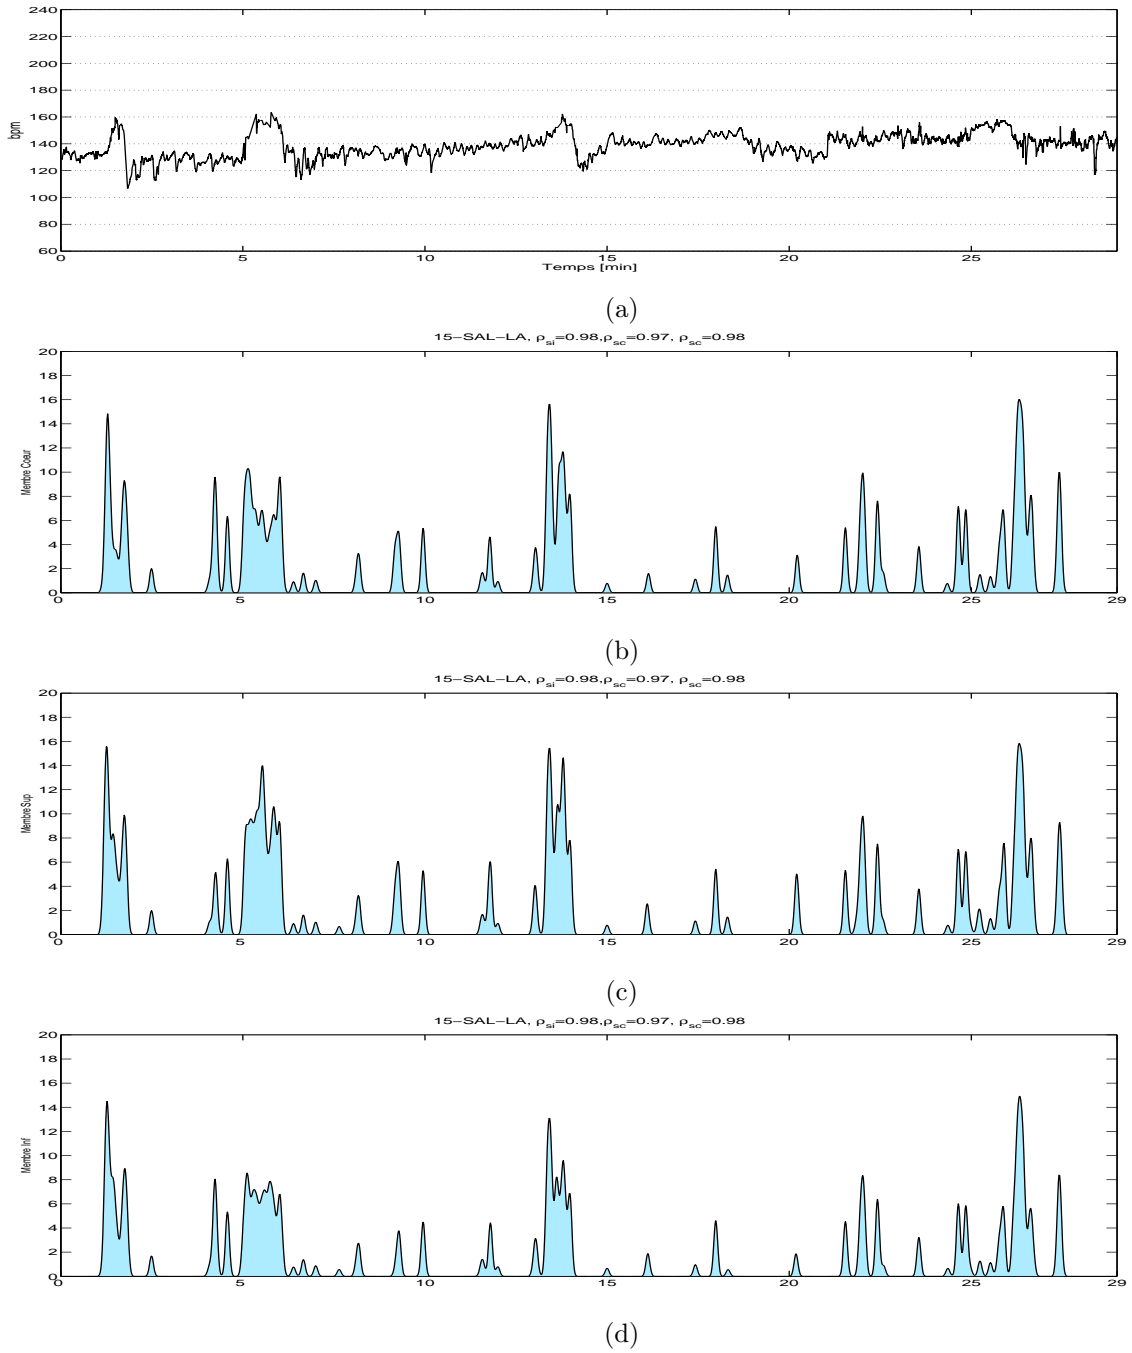 240
220
200
180
160
140
120
100
80
60
bpm
0 5 10 15 20 25
Temps [min]
(a)
15−SAL−LA, ρsi=0.98,ρsc=0.97, ρsc=0.98
20
18
16
14
12
10
8
6
4
2
0
Membre Coeur
0 5 10 15 20 25 29
(b)
15−SAL−LA, ρsi=0.98,ρsc=0.97, ρsc=0.98
20
18
16
14
12
10
8
6
4
2
0
Membre Sup
0 5 10 15 20 25 29
(c)
15−SAL−LA, ρsi=0.98,ρsc=0.97, ρsc=0.98
20
18
16
14
12
10
8
6
4
2
0
Membre Inf
0 5 10 15 20 25 29
(d)